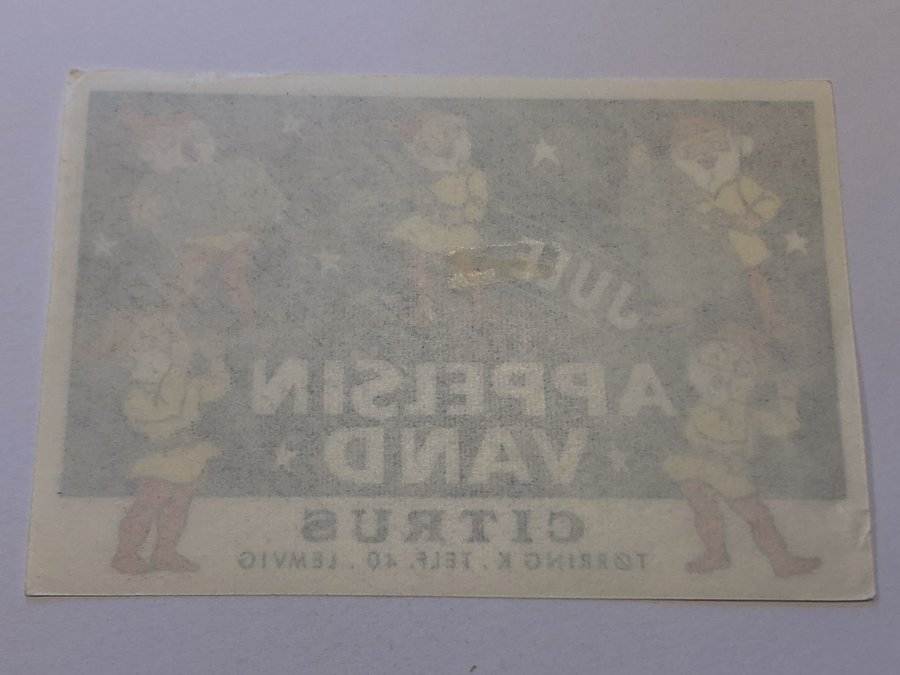 JULE
APPELSIN
VAND
CITRUS
TØRRING K. TELF. 40. LEMVIG